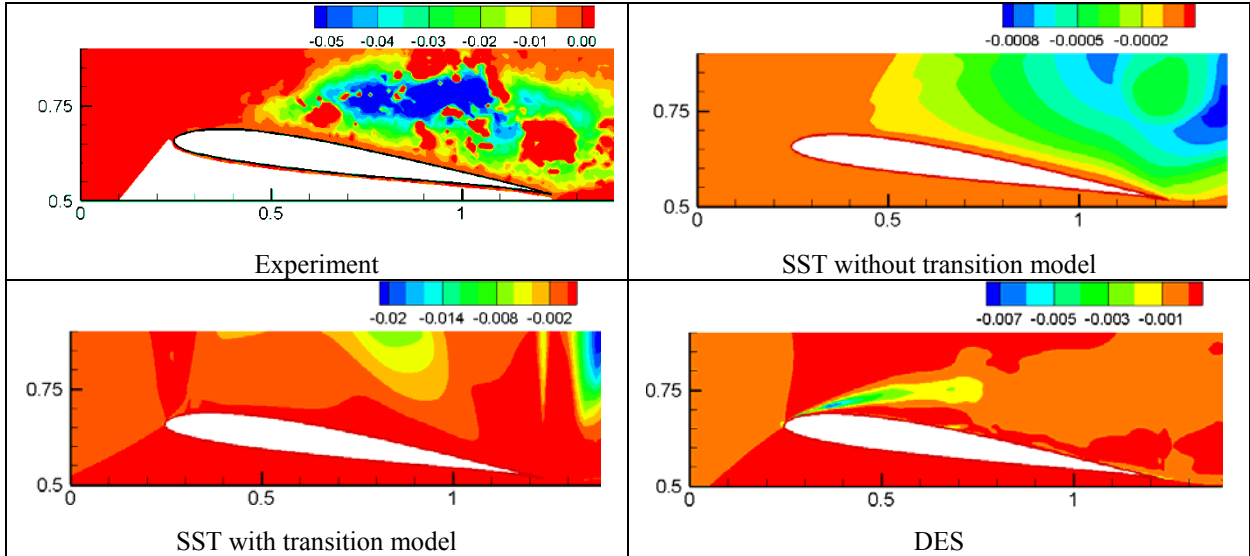 -0.05 -0.04 -0.03 -0.02 -0.01 0.00
0.75
0.5
0 0.5 1
Experiment
-0.0008 -0.0005 -0.0002
0.75
0.5
0 0.5 1
SST without transition model
-0.02 -0.014 -0.008 -0.002
0.75
0.5
0 0.5 1
SST with transition model
-0.007 -0.005 -0.003 -0.001
0.75
0.5
0 0.5 1
DES